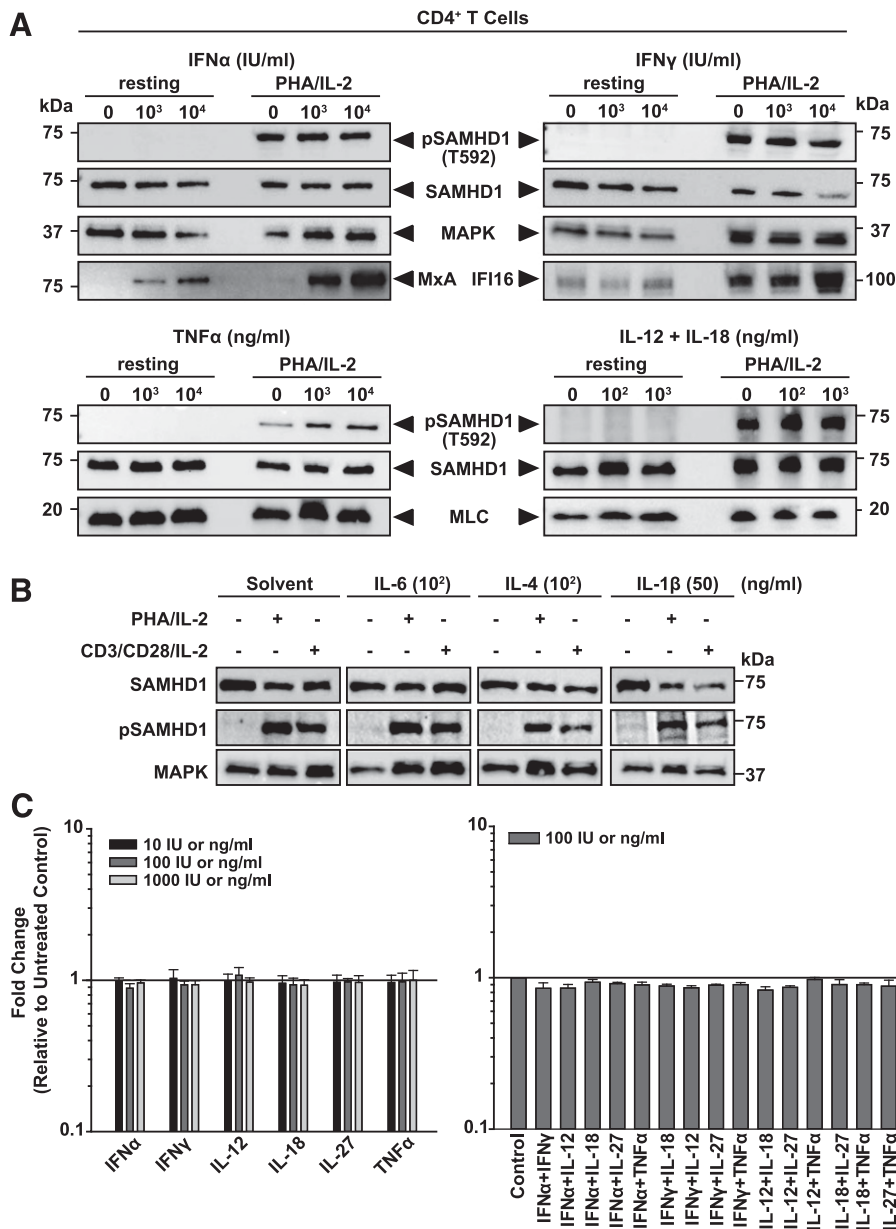 A
CD4⁺ T Cells
IFNα (IU/ml)
resting PHA/IL-2
kDa 0 10³ 10⁴ 0 10³ 10⁴
75
75
37
75
pSAMHD1
(T592)
SAMHD1
MAPK
MxA IFI16
IFNγ (IU/ml)
resting PHA/IL-2
0 10³ 10⁴ 0 10³ 10⁴ kDa
75
75
37
100
TNFα (ng/ml)
resting PHA/IL-2
0 10³ 10⁴ 0 10³ 10⁴
75
75
20
pSAMHD1
(T592)
SAMHD1
MLC
IL-12 + IL-18 (ng/ml)
resting PHA/IL-2
0 10² 10³ 0 10² 10³
75
75
20
B
Solvent IL-6 (10²) IL-4 (10²) IL-1β (50) (ng/ml)
PHA/IL-2 - + - - + - - + - - + -
CD3/CD28/IL-2 - - + - - + - - + - - +
kDa
SAMHD1 75
pSAMHD1 75
MAPK 37
C
Fold Change
(Relative to Untreated Control)
10
1
0.1
10 IU or ng/ml
100 IU or ng/ml
1000 IU or ng/ml
IFNα
IFNγ
IL-12
IL-18
IL-27
TNFα
10
1
0.1
100 IU or ng/ml
Control
IFNα+IFNγ
IFNα+IL-12
IFNα+IL-18
IFNα+IL-27
IFNα+TNFα
IFNγ+IL-18
IFNγ+IL-12
IFNγ+IL-27
IFNγ+TNFα
IL-12+IL-18
IL-12+IL-27
IL-12+TNFα
IL-18+IL-27
IL-18+TNFα
IL-27+TNFα